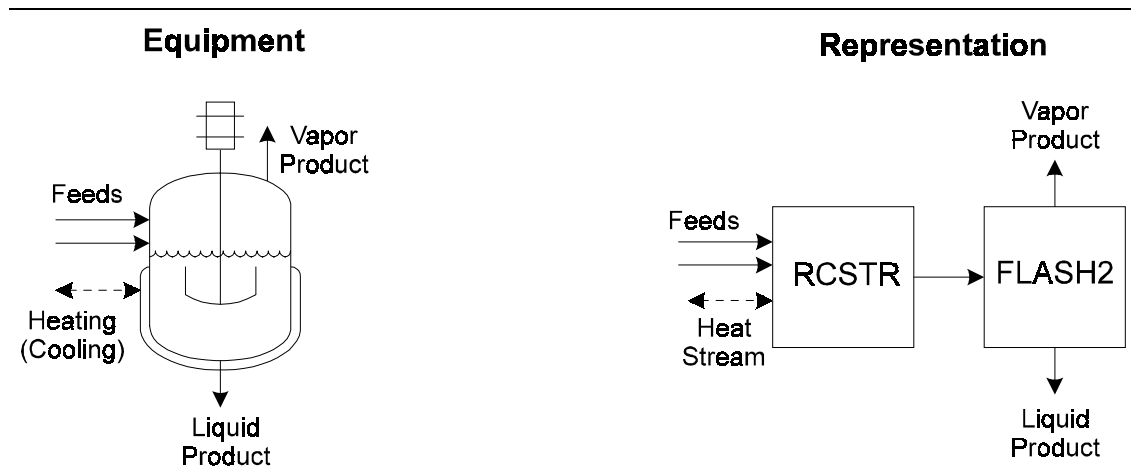 Equipment
Vapor
Product
Feeds
Heating
(Cooling)
Liquid
Product
Representation
Vapor
Product
Feeds
RCSTR
FLASH2
Heat
Stream
Liquid
Product